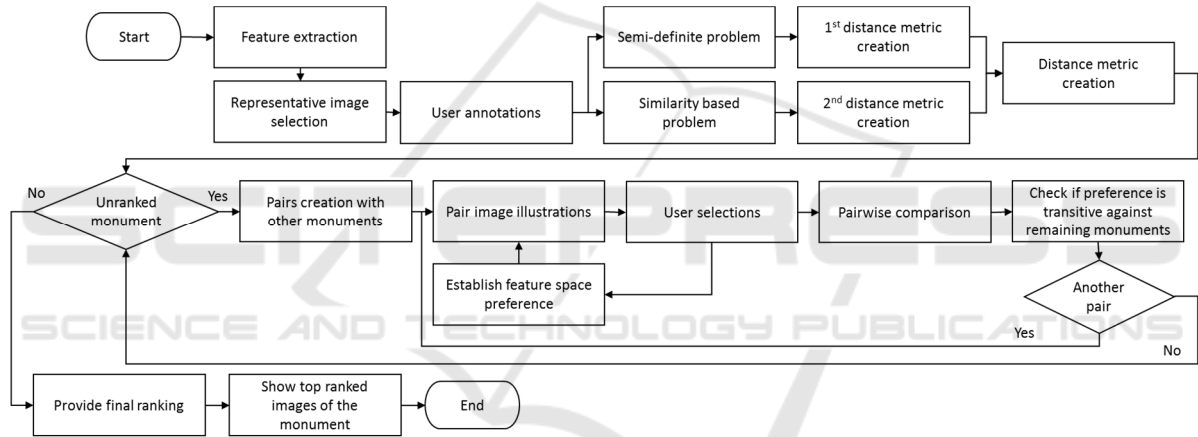 Start
Feature extraction
Representative image
selection
User annotations
Semi-definite problem
Similarity based
problem
1st distance metric
creation
2nd distance metric
creation
Distance metric
creation
No
Unranked
monument
Yes
Pairs creation with
other monuments
Pair image illustrations
User selections
Pairwise comparison
Check if preference is
transitive against
remaining monuments
Establish feature space
preference
Another
pair
Yes
No
Provide final ranking
Show top ranked
images of the
monument
End
SCITEPRESS
SCIENCE AND TECHNOLOGY PUBLICATIONS